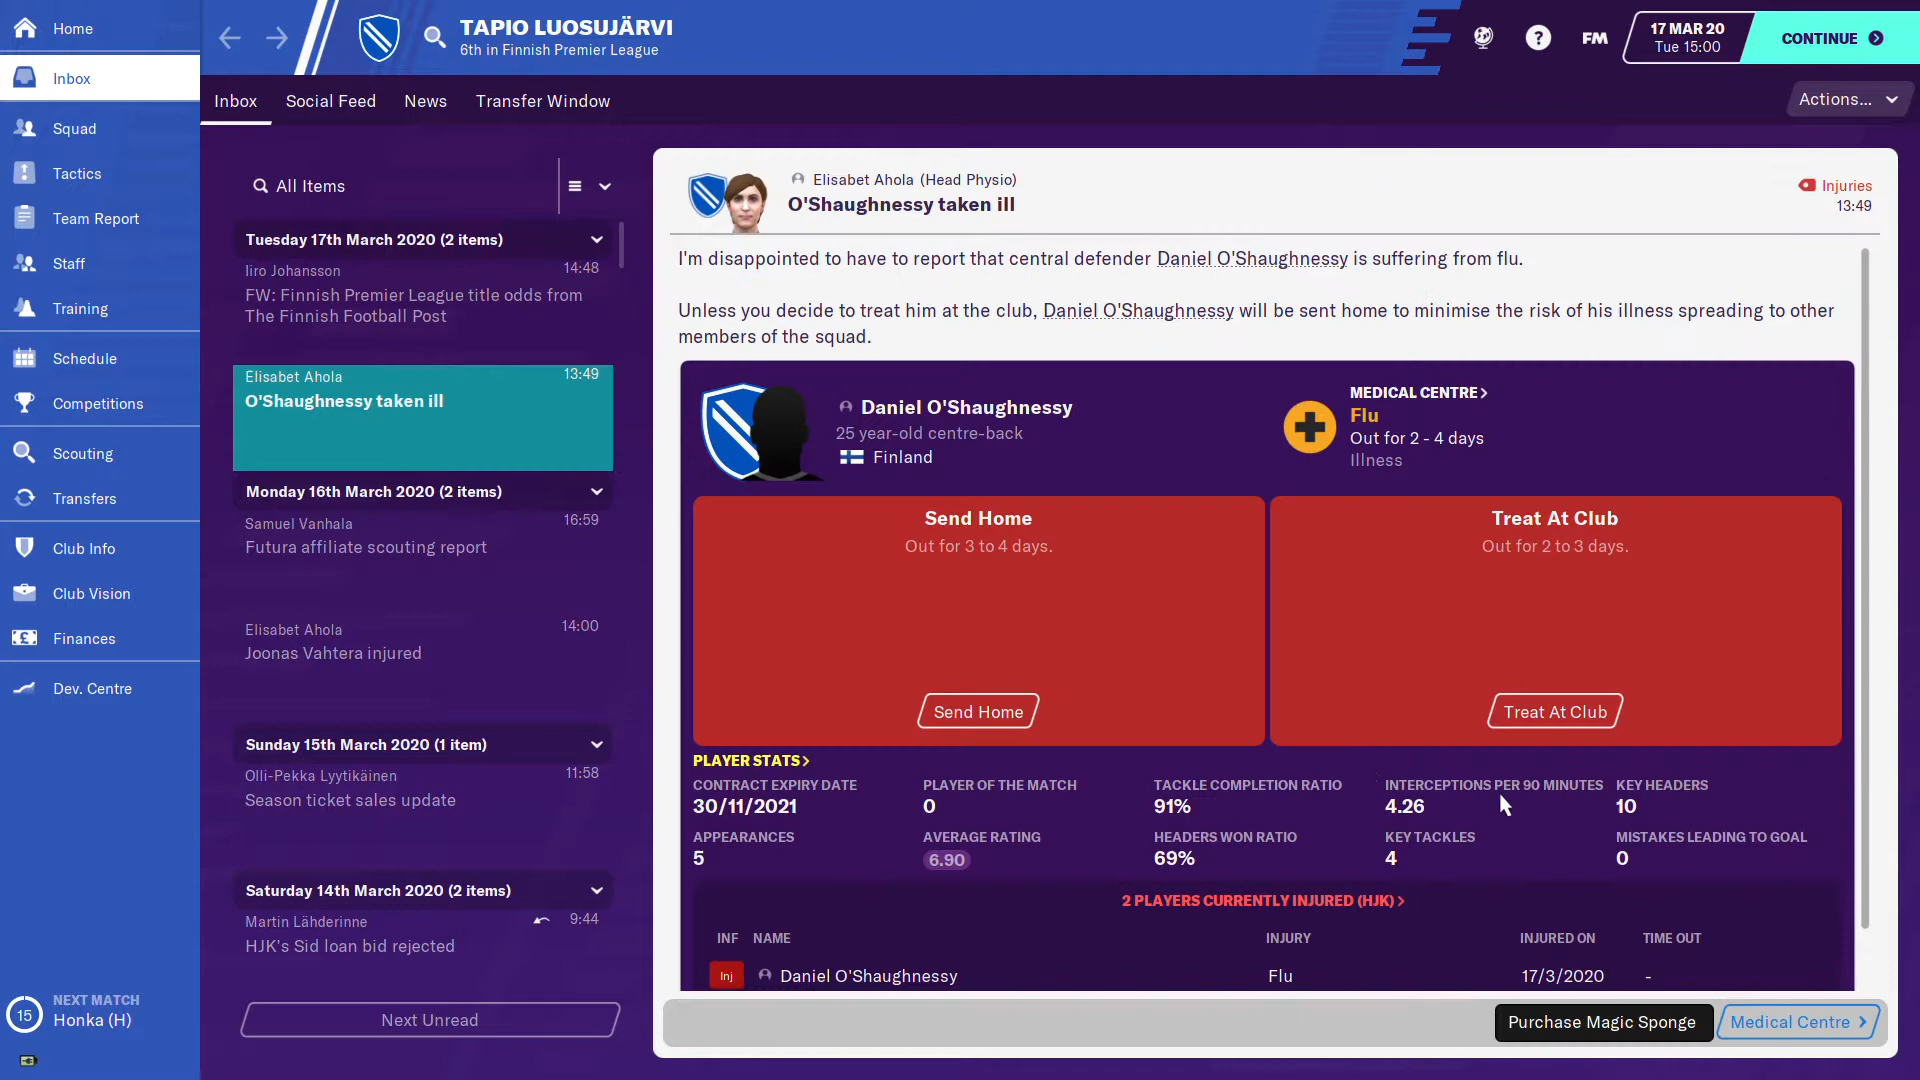 Home
Inbox
Squad
Tactics
Team Report
Staff
Training
Schedule
Competitions
Scouting
Transfers
Club Info
Club Vision
Finances
Dev. Centre
15
NEXT MATCH
Honka (H)
TAPIO LUOSUJÄRVI
6th in Finnish Premier League
?
FM
17 MAR 20
Tue 15:00
CONTINUE
Inbox
Social Feed
News
Transfer Window
Actions...
All Items
Tuesday 17th March 2020 (2 items)
Iiro Johansson
14:48
FW: Finnish Premier League title odds from
The Finnish Football Post
Elisabet Ahola
13:49
O'Shaughnessy taken ill
Monday 16th March 2020 (2 items)
Samuel Vanhala
16:59
Futura affiliate scouting report
Elisabet Ahola
14:00
Joonas Vahtera injured
Sunday 15th March 2020 (1 item)
Olli-Pekka Lyytikäinen
11:58
Season ticket sales update
Saturday 14th March 2020 (2 items)
Martin Lähderinne
9:44
HJK's Sid loan bid rejected
Next Unread
Elisabet Ahola (Head Physio)
O'Shaughnessy taken ill
Injuries
13:49
I'm disappointed to have to report that central defender Daniel O'Shaughnessy is suffering from flu.
Unless you decide to treat him at the club, Daniel O'Shaughnessy will be sent home to minimise the risk of his illness spreading to other
members of the squad.
Daniel O'Shaughnessy
25 year-old centre-back
Finland
MEDICAL CENTRE >
Flu
Out for 2 - 4 days
Illness
Send Home
Out for 3 to 4 days.
Send Home
Treat At Club
Out for 2 to 3 days.
Treat At Club
PLAYER STATS >
CONTRACT EXPIRY DATE
30/11/2021
PLAYER OF THE MATCH
0
TACKLE COMPLETION RATIO
91%
INTERCEPTIONS PER 90 MINUTES
4.26
KEY HEADERS
10
APPEARANCES
5
AVERAGE RATING
6.90
HEADERS WON RATIO
69%
KEY TACKLES
4
MISTAKES LEADING TO GOAL
0
2 PLAYERS CURRENTLY INJURED (HJK) >
INF NAME INJURY INJURED ON TIME OUT
Inj Daniel O'Shaughnessy Flu 17/3/2020 -
Purchase Magic Sponge
Medical Centre >